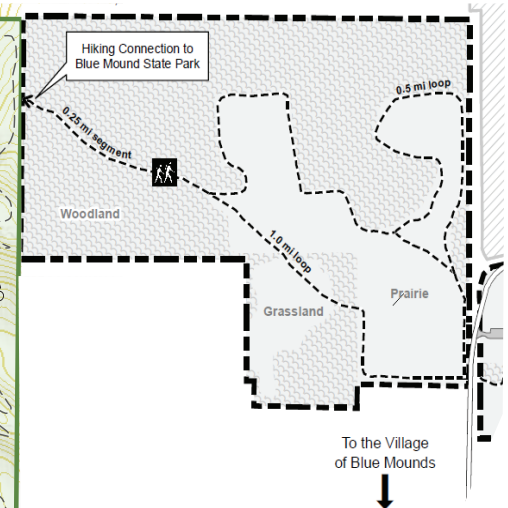 Hiking Connection to
Blue Mound State Park
0.5 mi loop
0.25 mi segment
Woodland
1.0 mi loop
Prairie
Grassland
To the Village
of Blue Mounds